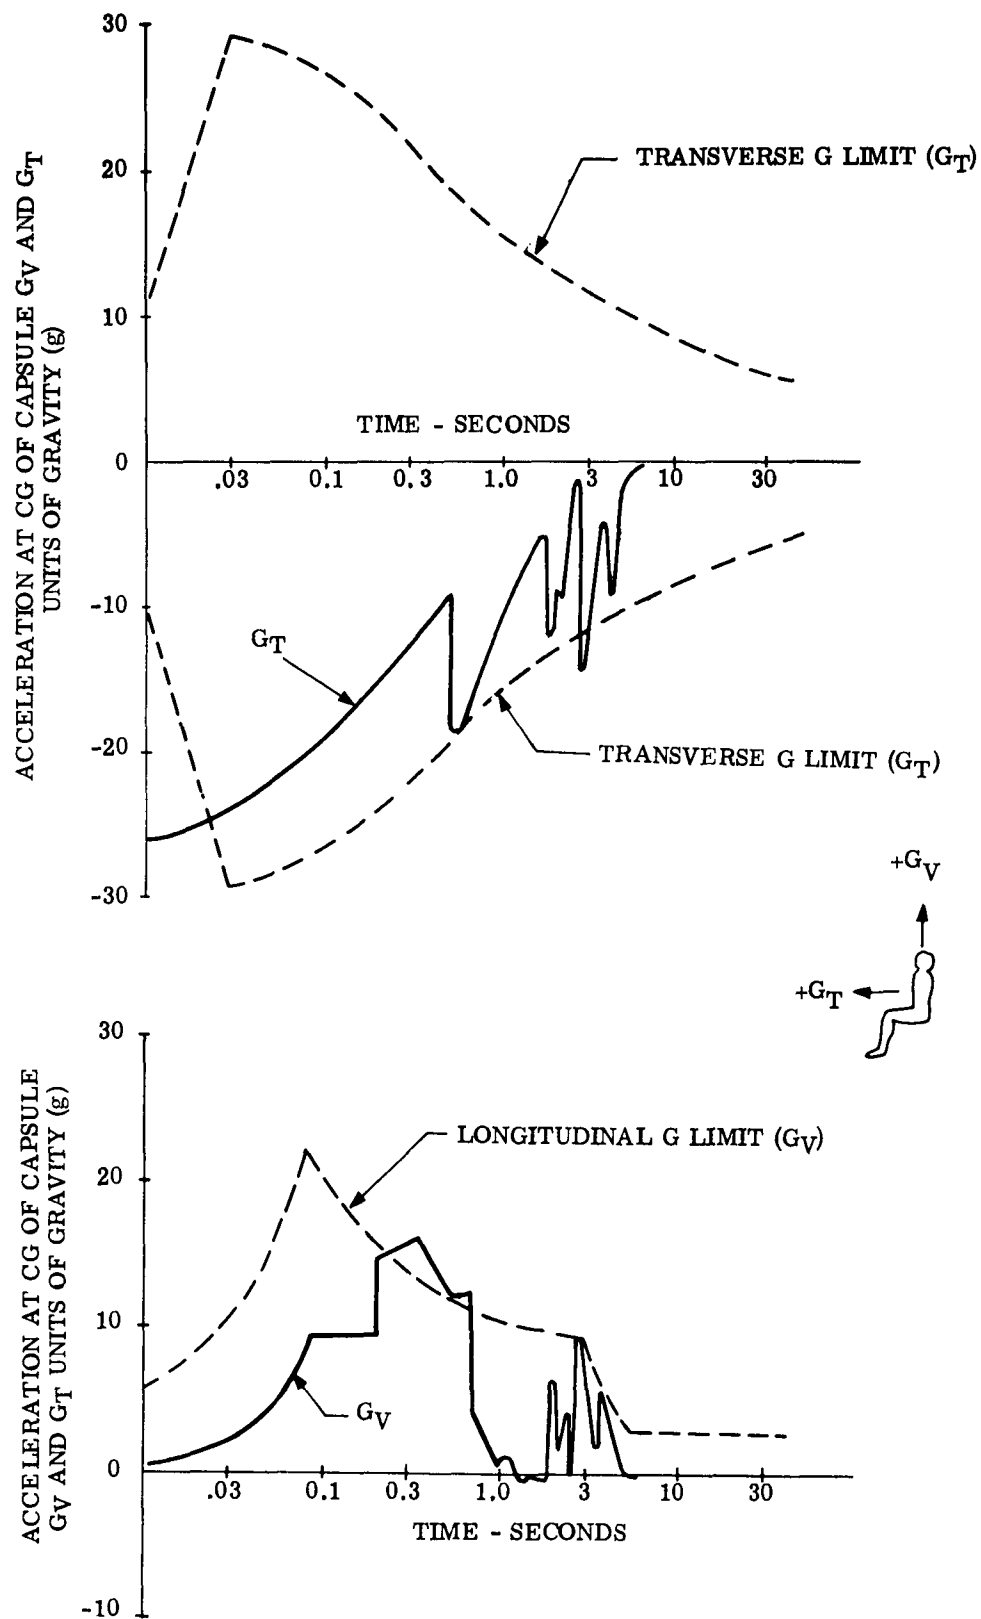 ACCELERATION AT CG OF CAPSULE GV AND GT
UNITS OF GRAVITY (g)
30
20
10
0
-10
-20
-30
TRANSVERSE G LIMIT (GT)
TIME - SECONDS
.03 0.1 0.3 1.0 3 10 30
GT
TRANSVERSE G LIMIT (GT)
+GV
+GT
ACCELERATION AT CG OF CAPSULE
GV AND GT UNITS OF GRAVITY (g)
30
20
10
0
-10
LONGITUDINAL G LIMIT (GV)
GV
.03 0.1 0.3 1.0 3 10 30
TIME - SECONDS